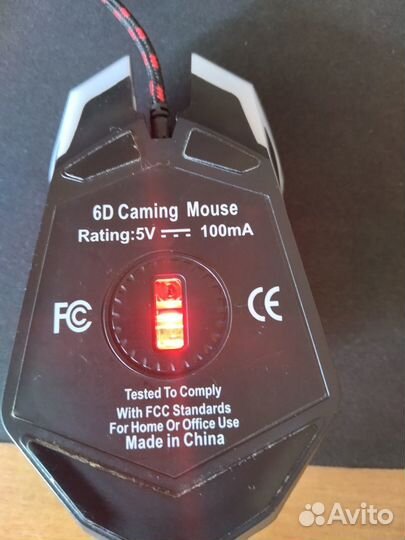 6D Caming Mouse
Rating:5V 100mA
FC CE
Tested To Comply
With FCC Standards
For Home Or Office Use
Made in China
Avito